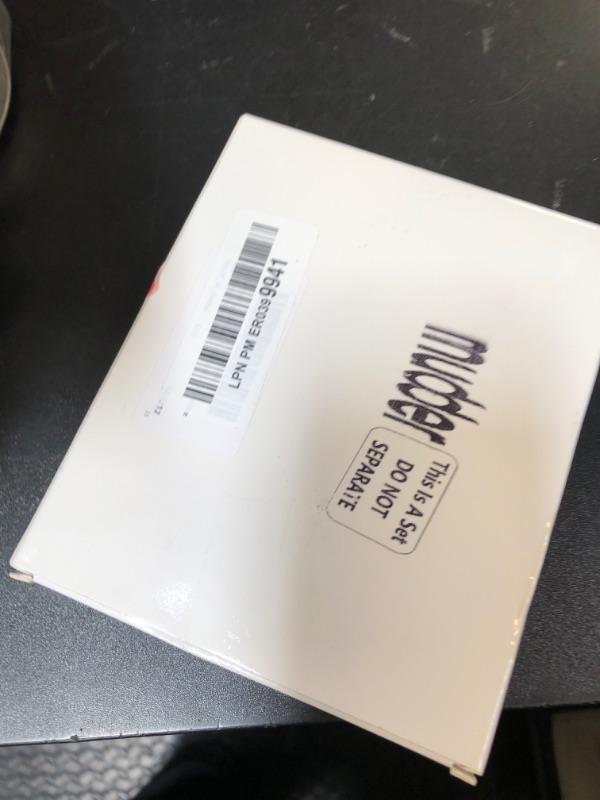 LPN PM ER0399941
mudder
This Is A Set
DO NOT
SEPARATE